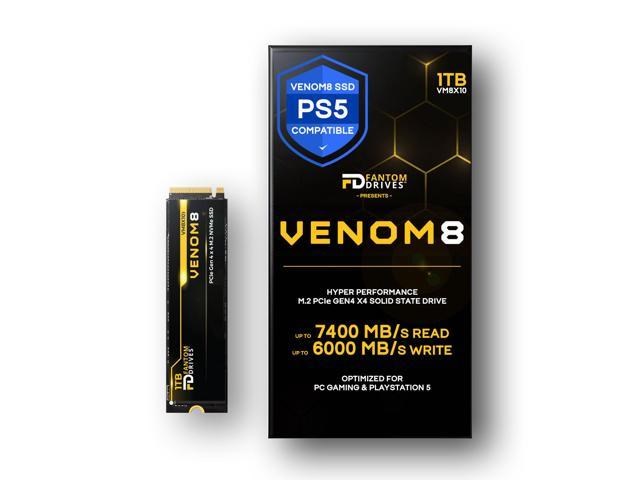 VM8X10
VENOM8
PCIe Gen 4 x 4 M.2 NVMe SSD
1TB
FD FANTOM
DRIVES
VENOM8 SSD
PS5
COMPATIBLE
1TB
VM8X10
FD FANTOM
DRIVES
- PRESENTS -
VENOM8
HYPER PERFORMANCE
M.2 PCIe GEN4 X4 SOLID STATE DRIVE
UP TO 7400 MB/S READ
UP TO 6000 MB/S WRITE
OPTIMIZED FOR
PC GAMING & PLAYSTATION 5